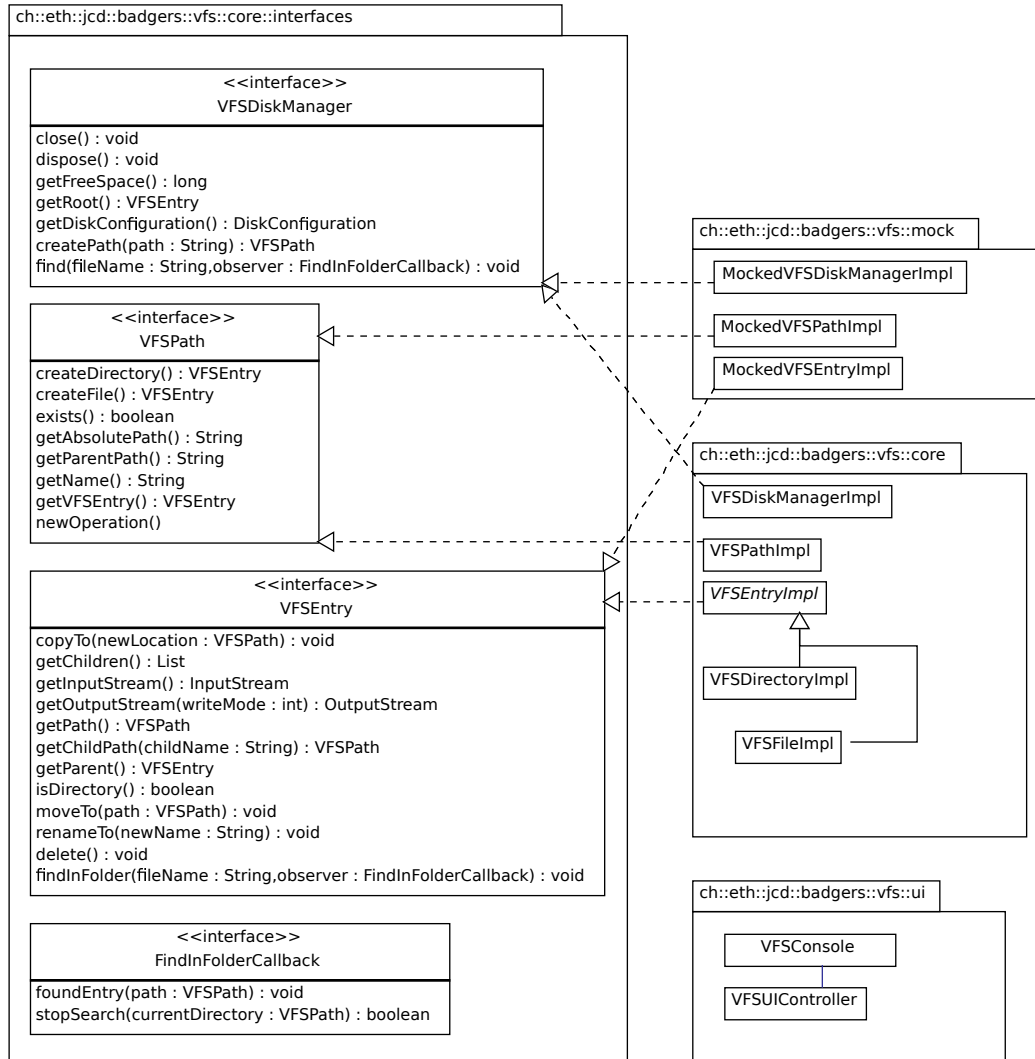 ch::eth::jcd::badgers::vfs::core::interfaces
<<interface>>
VFSDiskManager
close() : void
dispose() : void
getFreeSpace() : long
getRoot() : VFSEntry
getDiskConfiguration() : DiskConfiguration
createPath(path : String) : VFSPath
find(fileName : String,observer : FindInFolderCallback) : void
<<interface>>
VFSPath
createDirectory() : VFSEntry
createFile() : VFSEntry
exists() : boolean
getAbsolutePath() : String
getParentPath() : String
getName() : String
getVFSEntry() : VFSEntry
newOperation()
<<interface>>
VFSEntry
copyTo(newLocation : VFSPath) : void
getChildren() : List
getInputStream() : InputStream
getOutputStream(writeMode : int) : OutputStream
getPath() : VFSPath
getChildPath(childName : String) : VFSPath
getParent() : VFSEntry
isDirectory() : boolean
moveTo(path : VFSPath) : void
renameTo(newName : String) : void
delete() : void
findInFolder(fileName : String,observer : FindInFolderCallback) : void
<<interface>>
FindInFolderCallback
foundEntry(path : VFSPath) : void
stopSearch(currentDirectory : VFSPath) : boolean
ch::eth::jcd::badgers::vfs::mock
MockedVFSDiskManagerImpl
MockedVFSPathImpl
MockedVFSEntryImpl
ch::eth::jcd::badgers::vfs::core
VFSDiskManagerImpl
VFSPathImpl
VFSEntryImpl
VFSDirectoryImpl
VFSFileImpl
ch::eth::jcd::badgers::vfs::ui
VFSConsole
VFSUIController